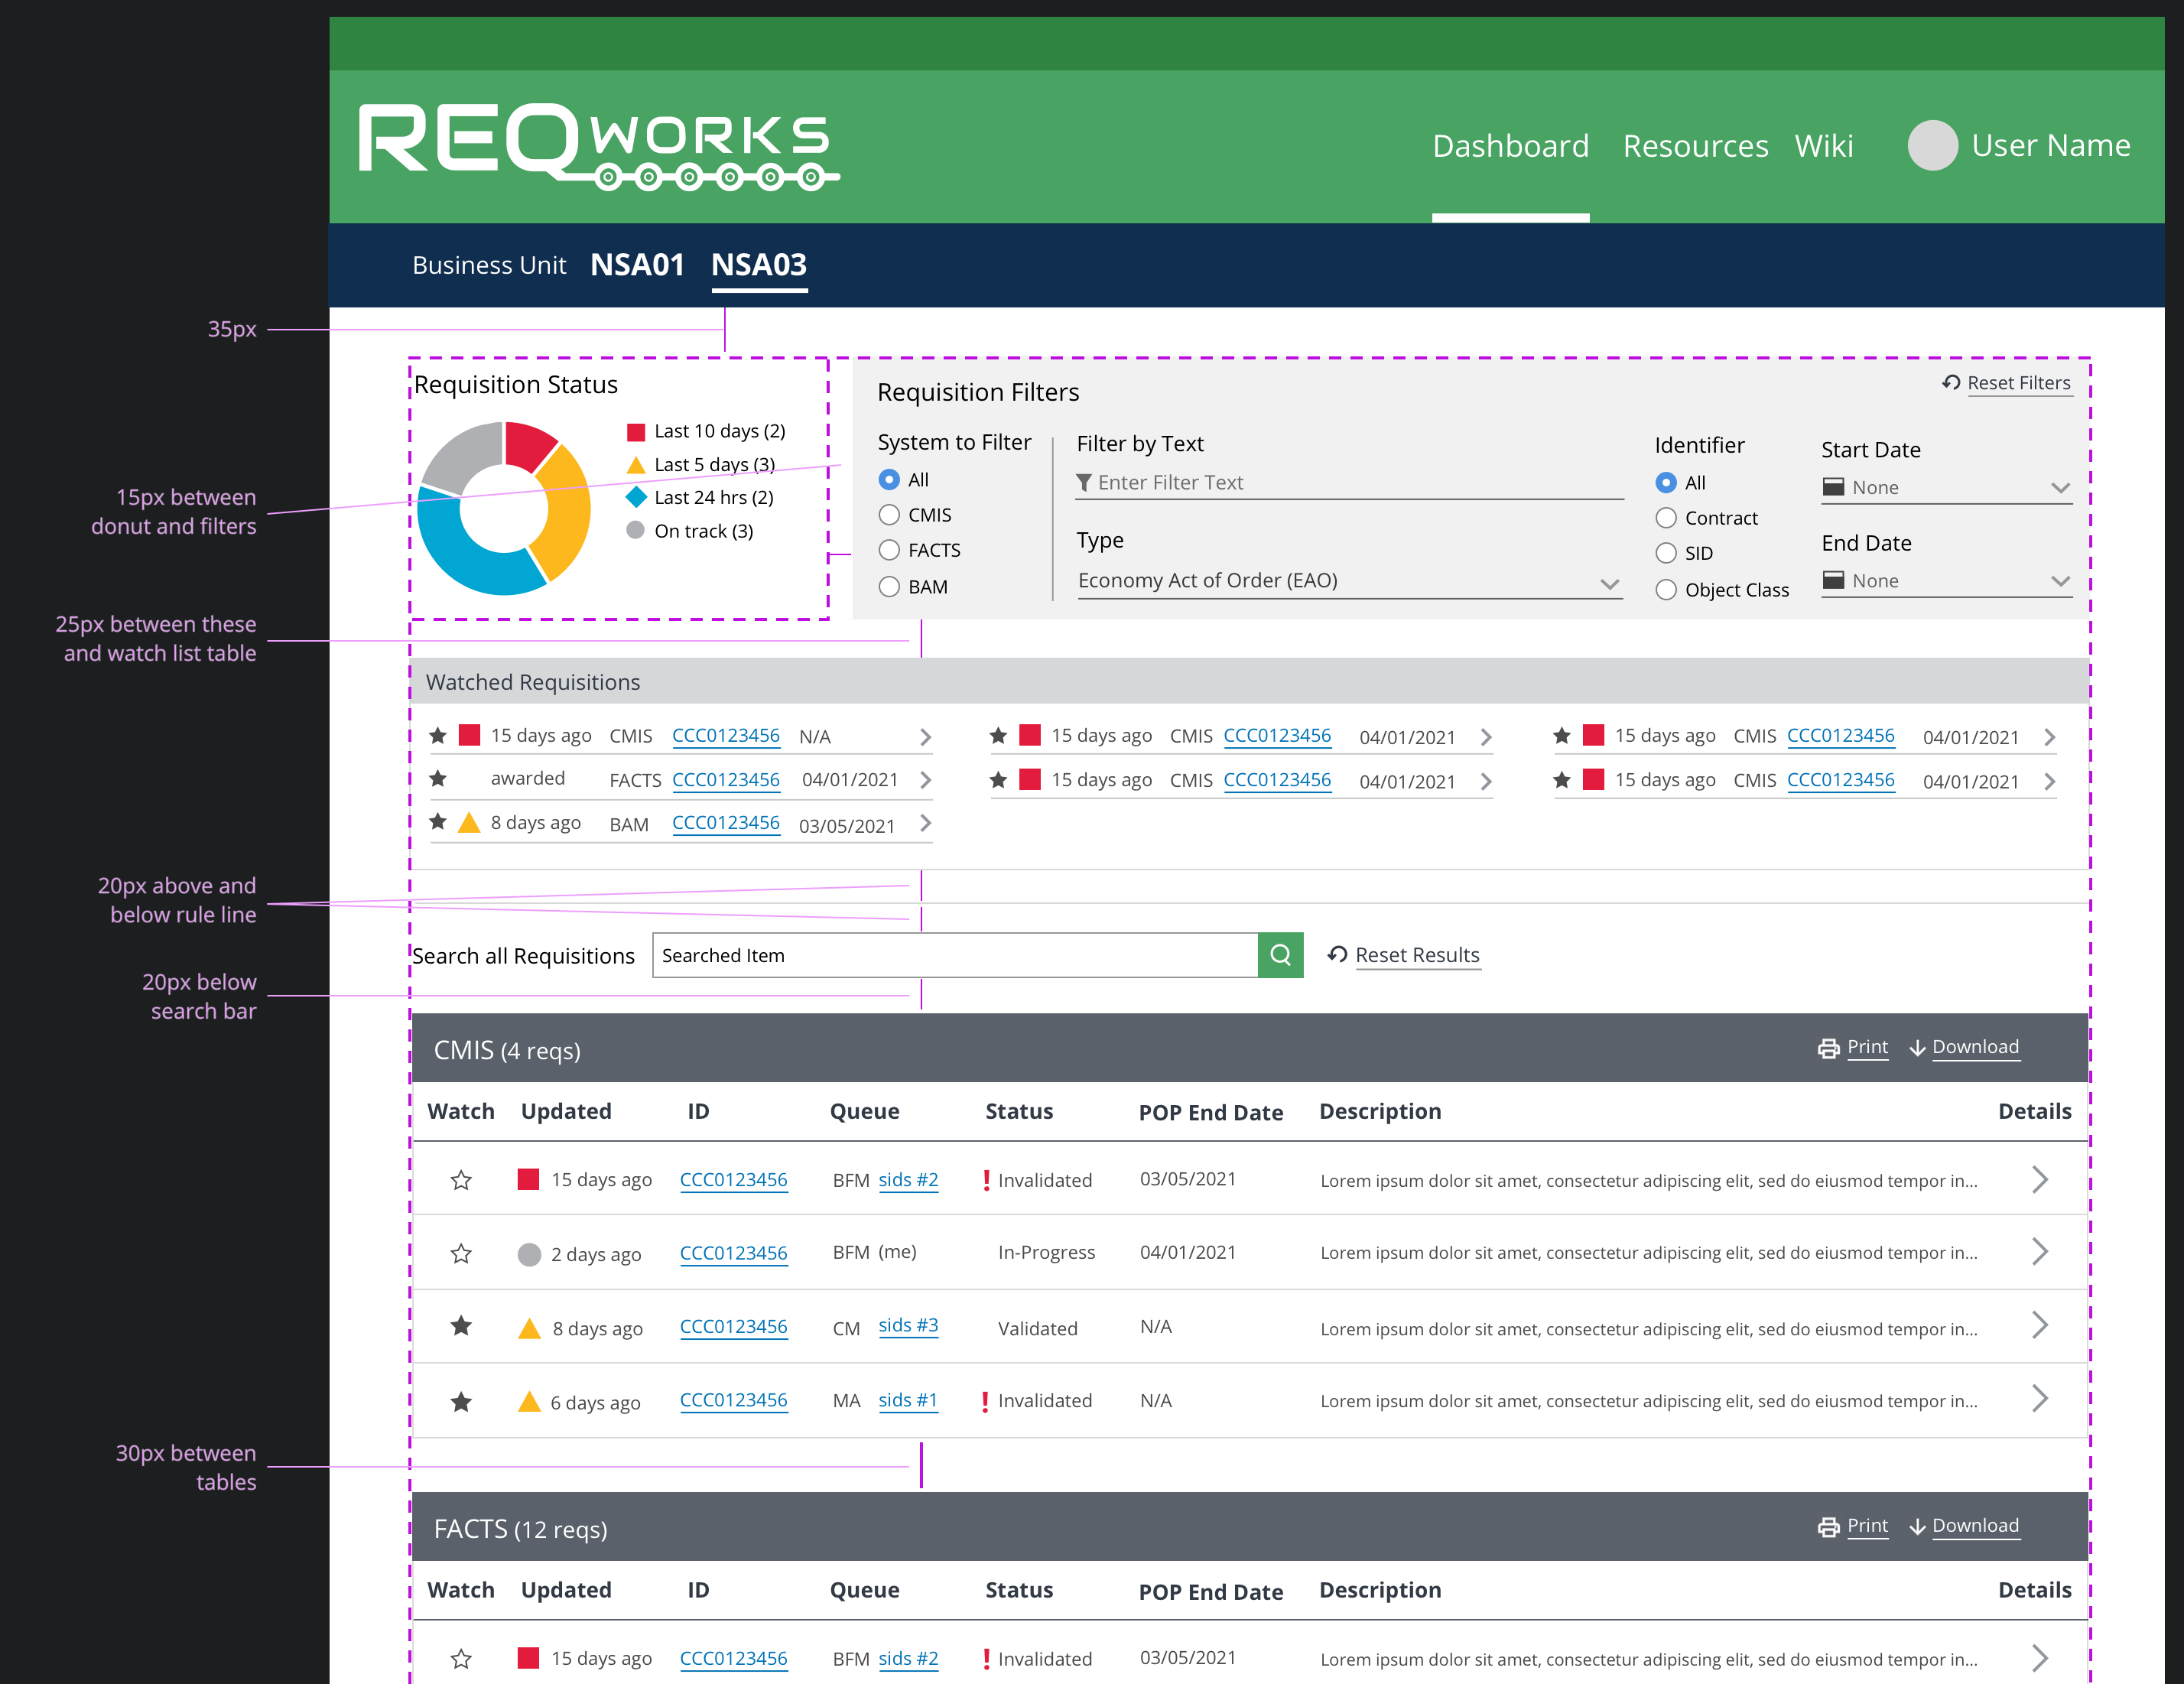 REQWORKS
Dashboard Resources Wiki User Name
Business Unit NSA01 NSA03
35px
Requisition Status
Last 10 days (2)
Last 5 days (3)
Last 24 hrs (2)
On track (3)
15px between
donut and filters
Requisition Filters
Reset Filters
System to Filter
All
CMIS
FACTS
BAM
Filter by Text
Enter Filter Text
Type
Economy Act of Order (EAO)
Identifier
All
Contract
SID
Object Class
Start Date
None
End Date
None
25px between these
and watch list table
Watched Requisitions
15 days ago CMIS CCC0123456 N/A
awarded FACTS CCC0123456 04/01/2021
8 days ago BAM CCC0123456 03/05/2021
15 days ago CMIS CCC0123456 04/01/2021
15 days ago CMIS CCC0123456 04/01/2021
15 days ago CMIS CCC0123456 04/01/2021
15 days ago CMIS CCC0123456 04/01/2021
20px above and
below rule line
Search all Requisitions Searched Item Reset Results
20px below
search bar
CMIS (4 reqs) Print Download
Watch Updated ID Queue Status POP End Date Description Details
15 days ago CCC0123456 BFM sids #2 ! Invalidated 03/05/2021 Lorem ipsum dolor sit amet, consectetur adipiscing elit, sed do eiusmod tempor in...
2 days ago CCC0123456 BFM (me) In-Progress 04/01/2021 Lorem ipsum dolor sit amet, consectetur adipiscing elit, sed do eiusmod tempor in...
8 days ago CCC0123456 CM sids #3 Validated N/A Lorem ipsum dolor sit amet, consectetur adipiscing elit, sed do eiusmod tempor in...
6 days ago CCC0123456 MA sids #1 ! Invalidated N/A Lorem ipsum dolor sit amet, consectetur adipiscing elit, sed do eiusmod tempor in...
30px between
tables
FACTS (12 reqs) Print Download
Watch Updated ID Queue Status POP End Date Description Details
15 days ago CCC0123456 BFM sids #2 ! Invalidated 03/05/2021 Lorem ipsum dolor sit amet, consectetur adipiscing elit, sed do eiusmod tempor in...